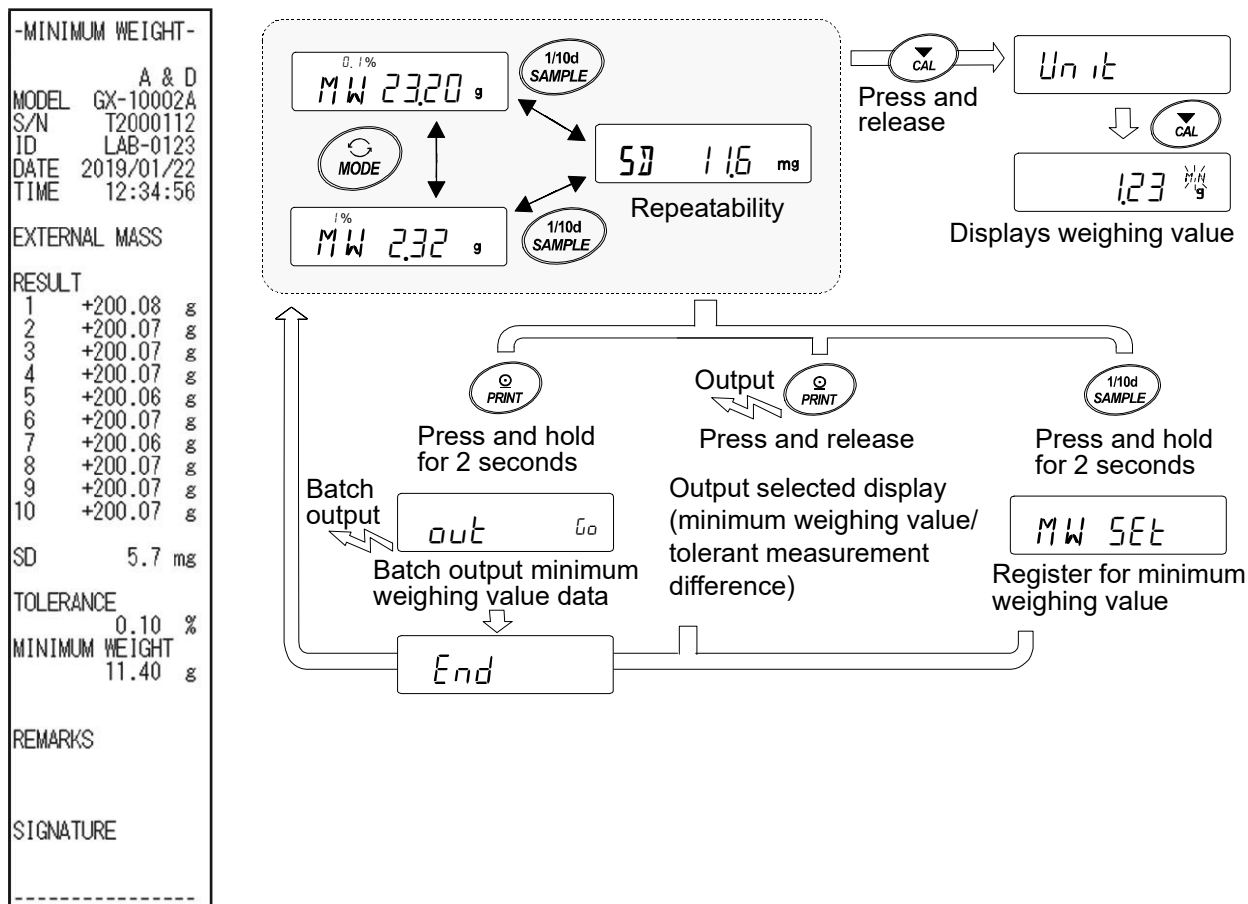 -MINIMUM WEIGHT-
A & D
MODEL GX-10002A
S/N T2000112
ID LAB-0123
DATE 2019/01/22
TIME 12:34:56
EXTERNAL MASS
RESULT
1 +200.08 g
2 +200.07 g
3 +200.07 g
4 +200.07 g
5 +200.06 g
6 +200.07 g
7 +200.06 g
8 +200.07 g
9 +200.07 g
10 +200.07 g
SD 5.7 mg
TOLERANCE
0.10 %
MINIMUM WEIGHT
11.40 g
REMARKS
SIGNATURE
-----------------
0.1%
MW 23.20 g
1/10d
SAMPLE
MODE
SD 11.6 mg
Repeatability
1%
MW 2.32 g
1/10d
SAMPLE
CAL
Press and
release
Unit
CAL
1.23 MIN g
Displays weighing value
PRINT
Press and hold
for 2 seconds
Batch
output
out Go
Batch output minimum
weighing value data
End
Output
PRINT
Press and release
Output selected display
(minimum weighing value/
tolerant measurement
difference)
1/10d
SAMPLE
Press and hold
for 2 seconds
MW SEt
Register for minimum
weighing value